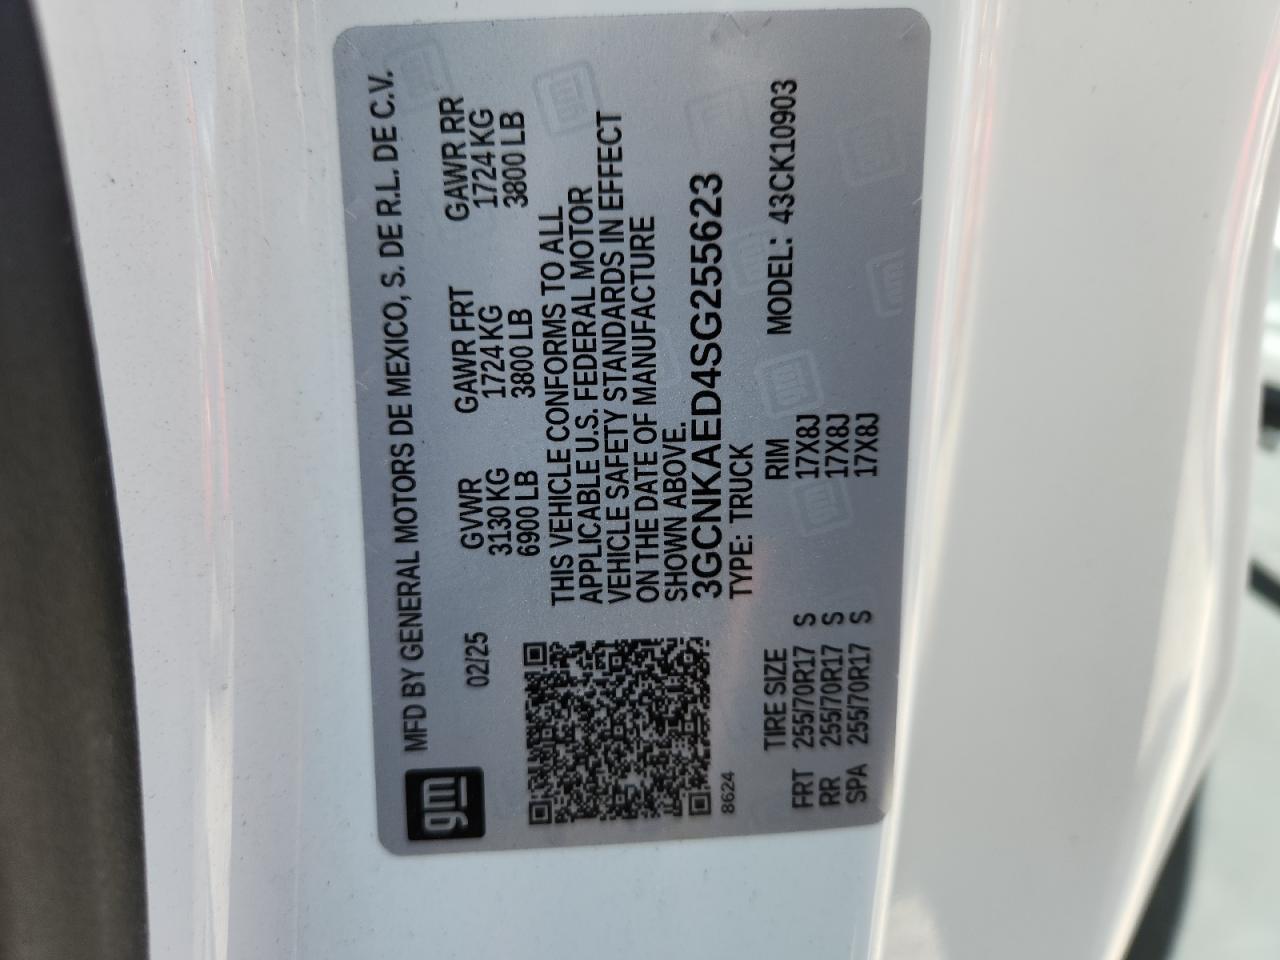 gm
MFD BY GENERAL MOTORS DE MEXICO, S. DE R.L. DE C.V.
02/25
GVWR GAWR FRT GAWR RR
3130 KG 1724 KG 1724 KG
6900 LB 3800 LB 3800 LB
THIS VEHICLE CONFORMS TO ALL
APPLICABLE U.S. FEDERAL MOTOR
VEHICLE SAFETY STANDARDS IN EFFECT
ON THE DATE OF MANUFACTURE
SHOWN ABOVE.
3GCNKAED4SG255623
8624
TYPE: TRUCK
TIRE SIZE RIM MODEL: 43CK10903
FRT 255/70R17 S 17X8J
RR 255/70R17 S 17X8J
SPA 255/70R17 S 17X8J